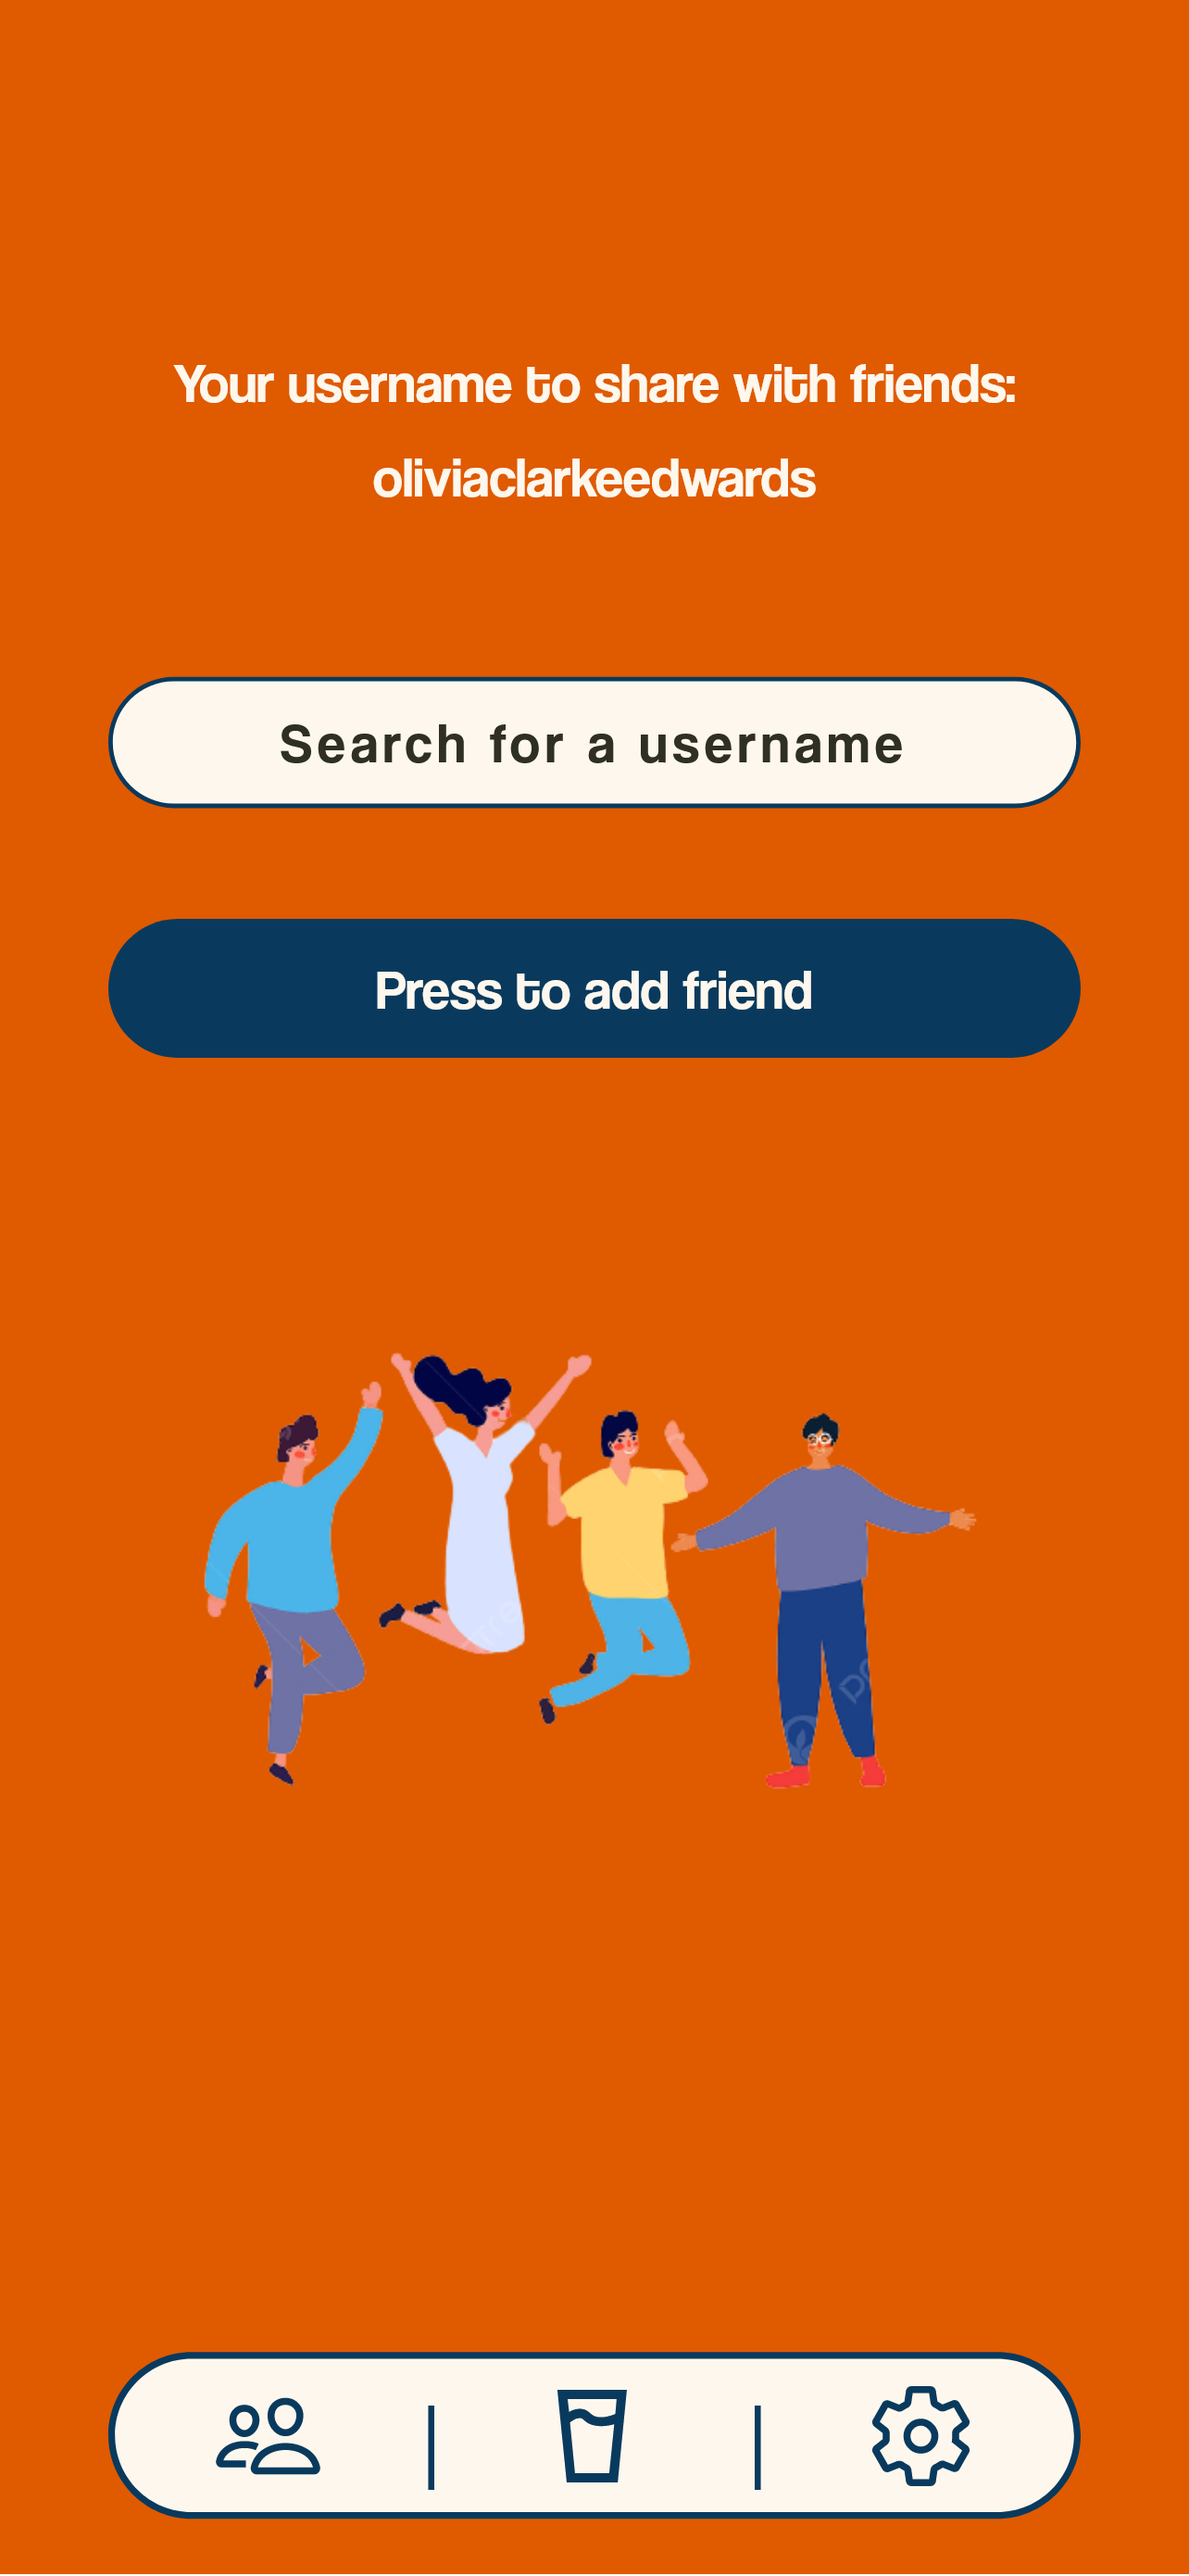 Your username to share with friends:
oliviaclarkeedwards
Search for a username
Press to add friend